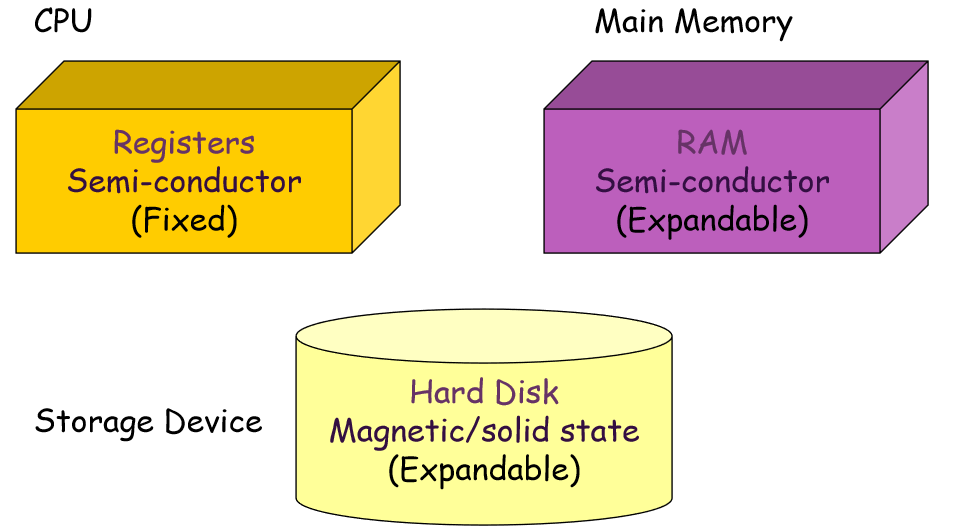 CPU
Main Memory
Registers
Semi-conductor
(Fixed)
RAM
Semi-conductor
(Expandable)
Storage Device
Hard Disk
Magnetic/solid state
(Expandable)